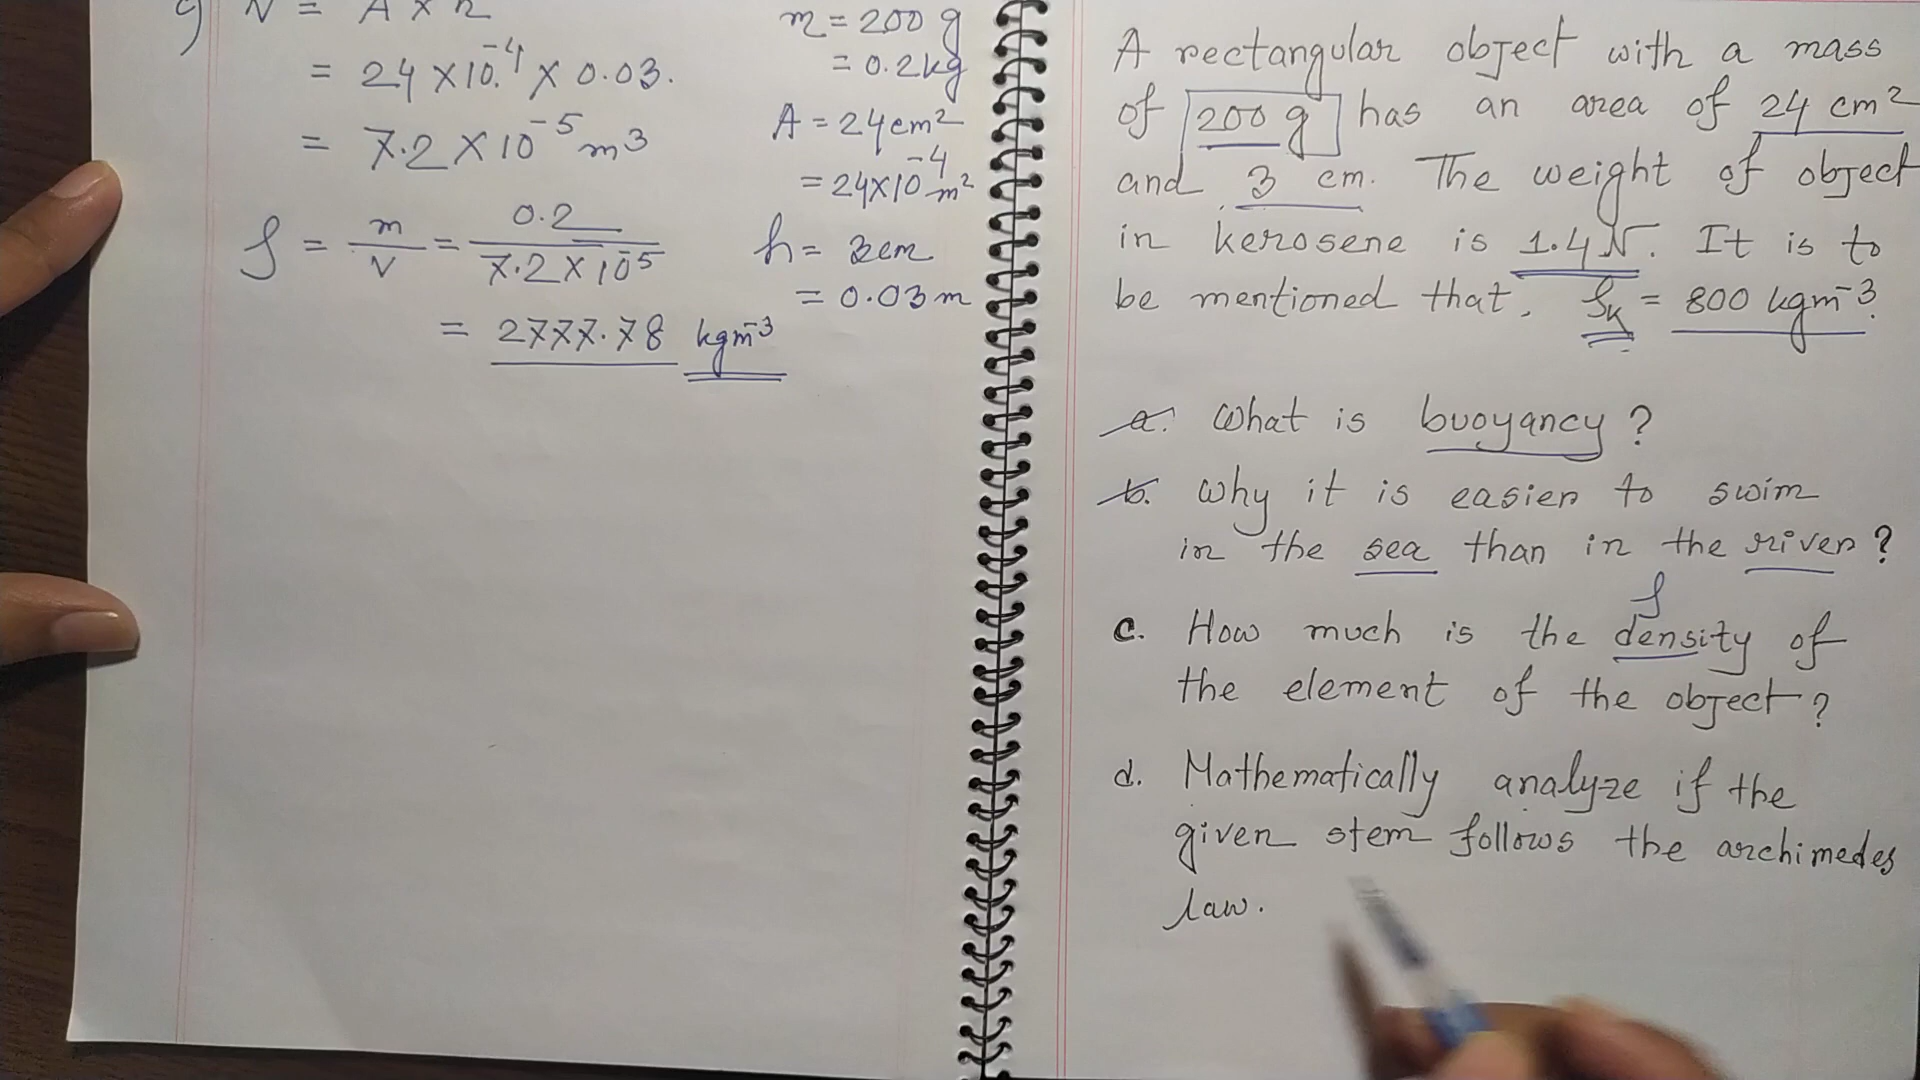 c) V = A × h
= 24 × 10⁻⁴ × 0.03.
= 7.2 × 10⁻⁵ m³
ρ = m/V = 0.2 / 7.2 × 10⁻⁵
= 2777.78 kgm⁻³
m = 200 g
= 0.2 kg
A = 24 cm²
= 24×10⁻⁴ m²
h = 3cm
= 0.03 m
A rectangular object with a mass
of 200 g has an area of 24 cm²
and 3 cm. The weight of object
in kerosene is 1.4 N. It is to
be mentioned that, ρₖ = 800 kgm⁻³.
a. What is buoyancy?
b. Why it is easier to swim
in the sea than in the river?
ρ
c. How much is the density of
the element of the object?
d. Mathematically analyze if the
given stem follows the archimedes
law.